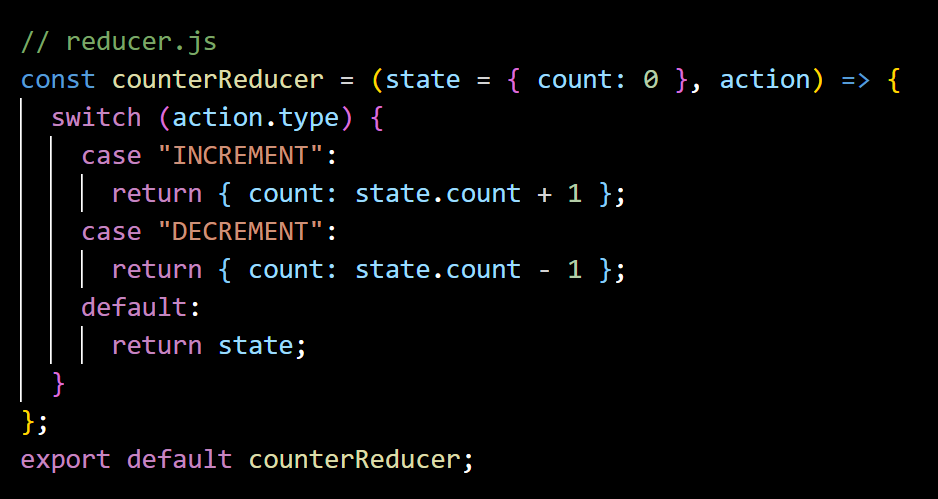 // reducer.js
const counterReducer = (state = { count: 0 }, action) => {
  switch (action.type) {
    case "INCREMENT":
      return { count: state.count + 1 };
    case "DECREMENT":
      return { count: state.count - 1 };
    default:
      return state;
  }
};
export default counterReducer;